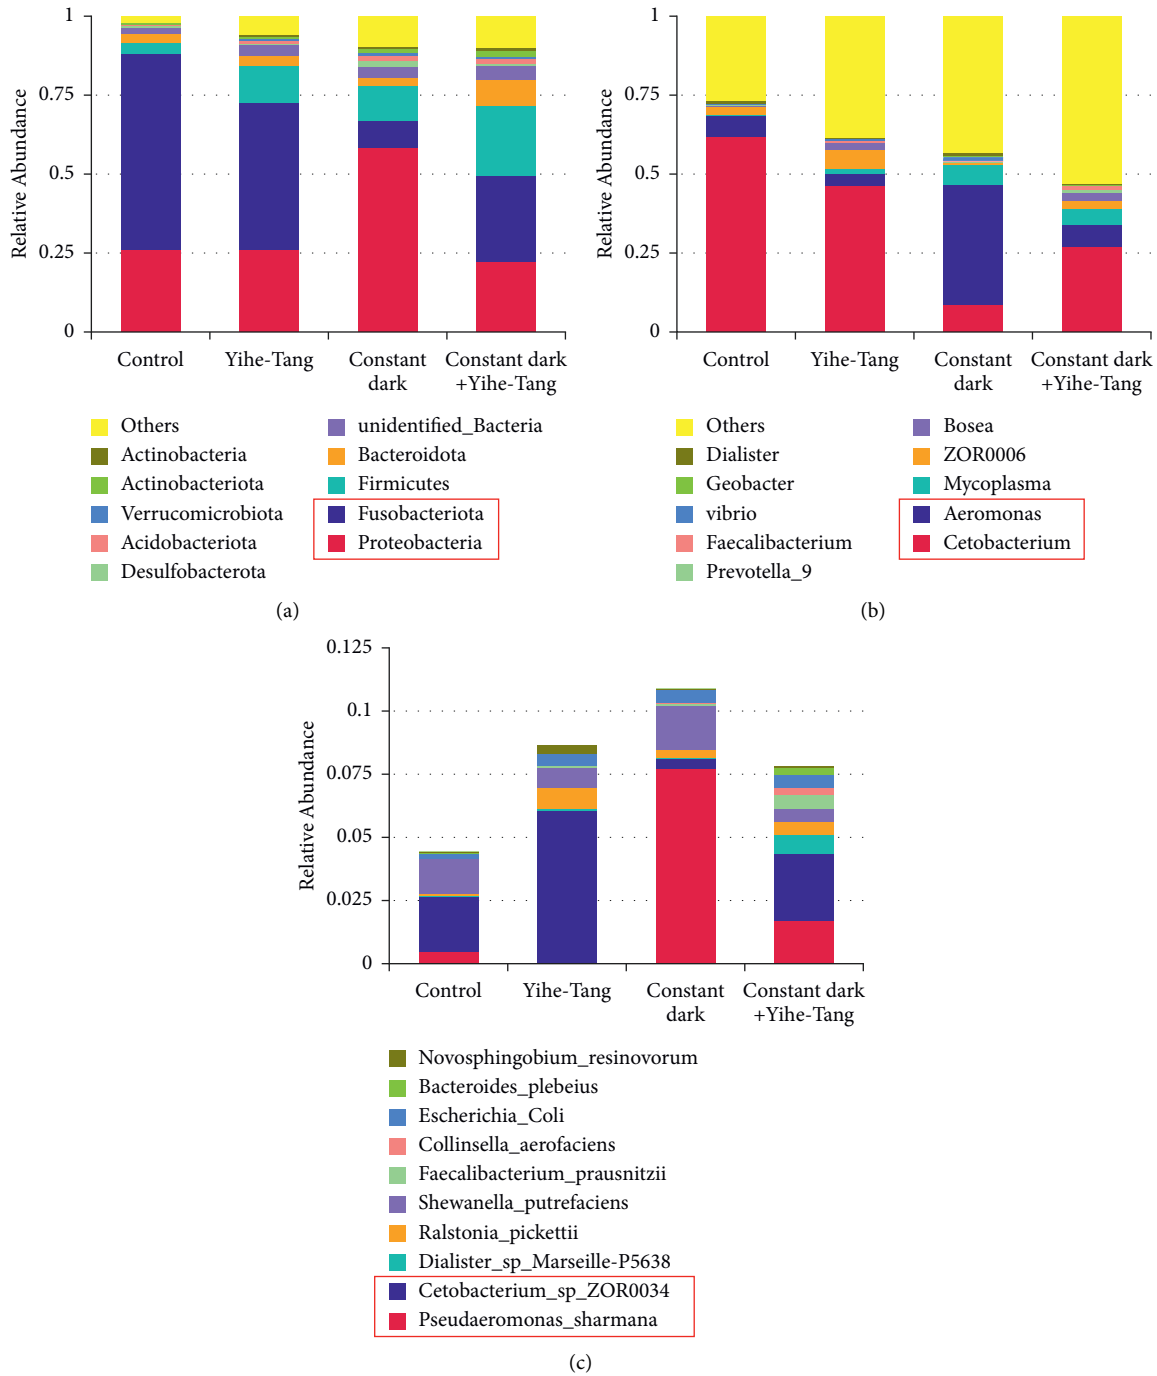 1
0.75
0.5
0.25
0
Relative Abundance
Control
Yihe-Tang
Constant
dark
Constant dark
+Yihe-Tang
Others
Actinobacteria
Actinobacteriota
Verrucomicrobiota
Acidobacteriota
Desulfobacterota
unidentified_Bacteria
Bacteroidota
Firmicutes
Fusobacteriota
Proteobacteria
(a)
1
0.75
0.5
0.25
0
Relative Abundance
Control
Yihe-Tang
Constant
dark
Constant dark
+Yihe-Tang
Others
Dialister
Geobacter
vibrio
Faecalibacterium
Prevotella_9
Bosea
ZOR0006
Mycoplasma
Aeromonas
Cetobacterium
(b)
0.125
0.1
0.075
0.05
0.025
0
Relative Abundance
Control
Yihe-Tang
Constant
dark
Constant dark
+Yihe-Tang
Novosphingobium_resinovorum
Bacteroides_plebeius
Escherichia_Coli
Collinsella_aerofaciens
Faecalibacterium_prausnitzii
Shewanella_putrefaciens
Ralstonia_pickettii
Dialister_sp_Marseille-P5638
Cetobacterium_sp_ZOR0034
Pseudaeromonas_sharmana
(c)